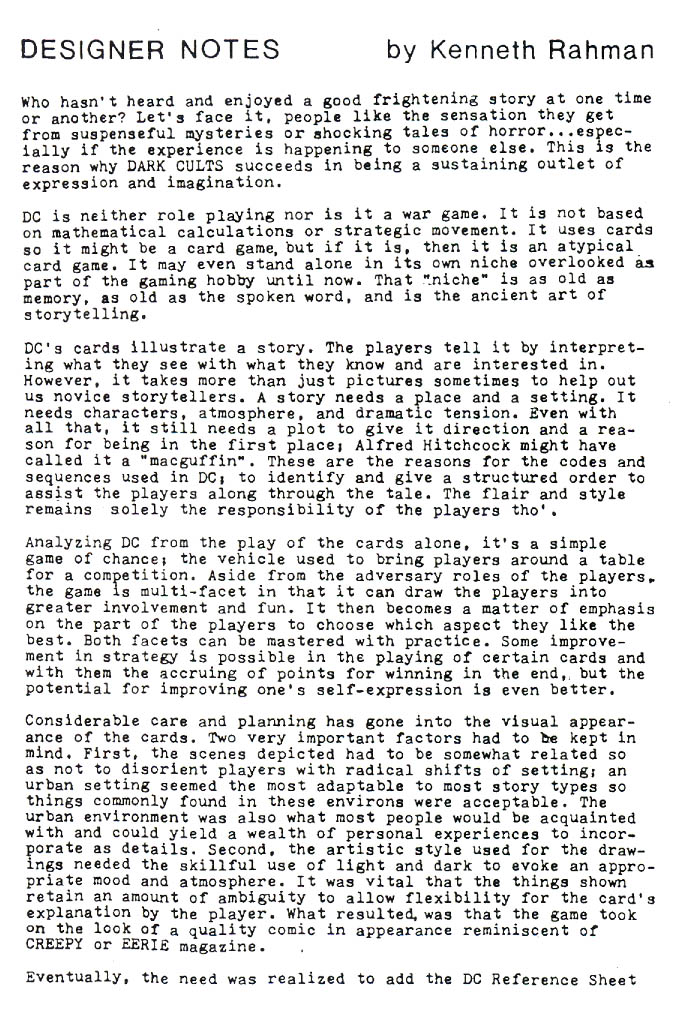 DESIGNER NOTES by Kenneth Rahman
Who hasn't heard and enjoyed a good frightening story at one time
or another? Let's face it, people like the sensation they get
from suspenseful mysteries or shocking tales of horror...espec-
ially if the experience is happening to someone else. This is the
reason why DARK CULTS succeeds in being a sustaining outlet of
expression and imagination.
DC is neither role playing nor is it a war game. It is not based
on mathematical calculations or strategic movement. It uses cards
so it might be a card game, but if it is, then it is an atypical
card game. It may even stand alone in its own niche overlooked as
part of the gaming hobby until now. That "niche" is as old as
memory, as old as the spoken word, and is the ancient art of
storytelling.
DC's cards illustrate a story. The players tell it by interpret-
ing what they see with what they know and are interested in.
However, it takes more than just pictures sometimes to help out
us novice storytellers. A story needs a place and a setting. It
needs characters, atmosphere, and dramatic tension. Even with
all that, it still needs a plot to give it direction and a rea-
son for being in the first place; Alfred Hitchcock might have
called it a "macguffin". These are the reasons for the codes and
sequences used in DC; to identify and give a structured order to
assist the players along through the tale. The flair and style
remains solely the responsibility of the players tho'.
Analyzing DC from the play of the cards alone, it's a simple
game of chance; the vehicle used to bring players around a table
for a competition. Aside from the adversary roles of the players,
the game is multi-facet in that it can draw the players into
greater involvement and fun. It then becomes a matter of emphasis
on the part of the players to choose which aspect they like the
best. Both facets can be mastered with practice. Some improve-
ment in strategy is possible in the playing of certain cards and
with them the accruing of points for winning in the end, but the
potential for improving one's self-expression is even better.
Considerable care and planning has gone into the visual appear-
ance of the cards. Two very important factors had to be kept in
mind. First, the scenes depicted had to be somewhat related so
as not to disorient players with radical shifts of setting; an
urban setting seemed the most adaptable to most story types so
things commonly found in these environs were acceptable. The
urban environment was also what most people would be acquainted
with and could yield a wealth of personal experiences to incor-
porate as details. Second, the artistic style used for the draw-
ings needed the skillful use of light and dark to evoke an appro-
priate mood and atmosphere. It was vital that the things shown
retain an amount of ambiguity to allow flexibility for the card's
explanation by the player. What resulted, was that the game took
on the look of a quality comic in appearance reminiscent of
CREEPY or EERIE magazine.
Eventually, the need was realized to add the DC Reference Sheet